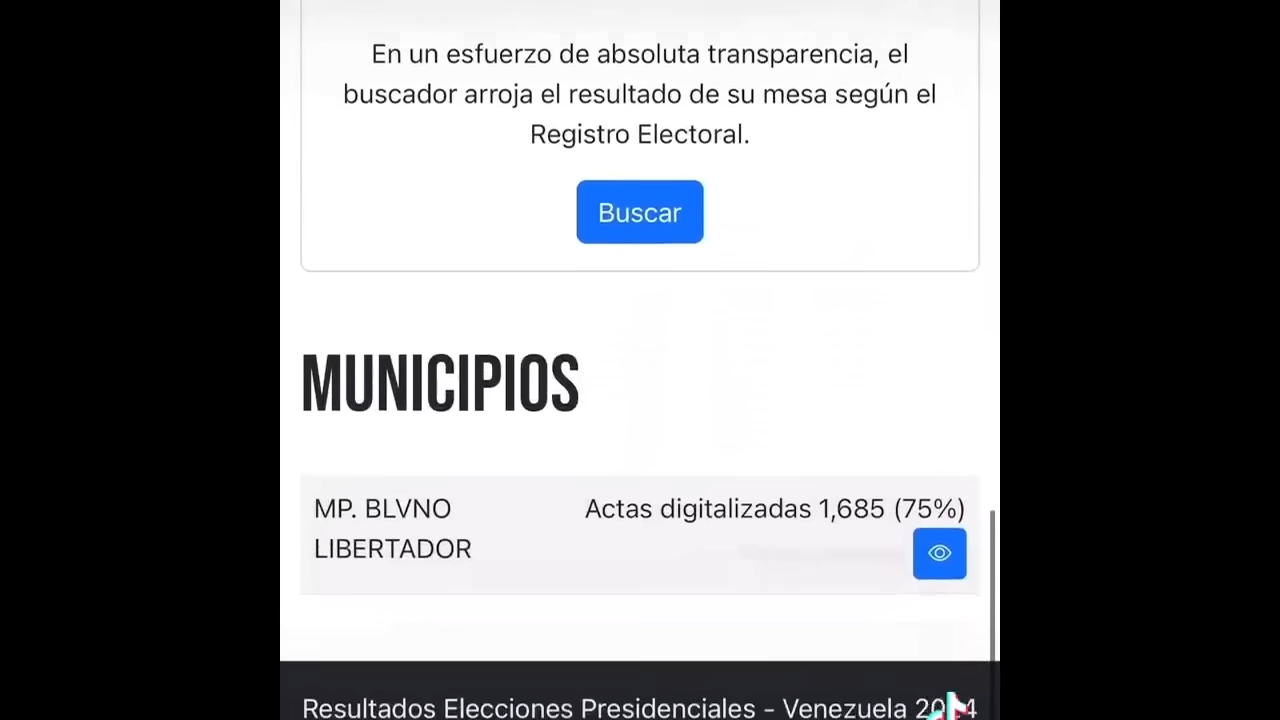 En un esfuerzo de absoluta transparencia, el
buscador arroja el resultado de su mesa según el
Registro Electoral.
Buscar
MUNICIPIOS
MP. BLVNO
LIBERTADOR
Actas digitalizadas 1,685 (75%)
Resultados Elecciones Presidenciales - Venezuela 2024